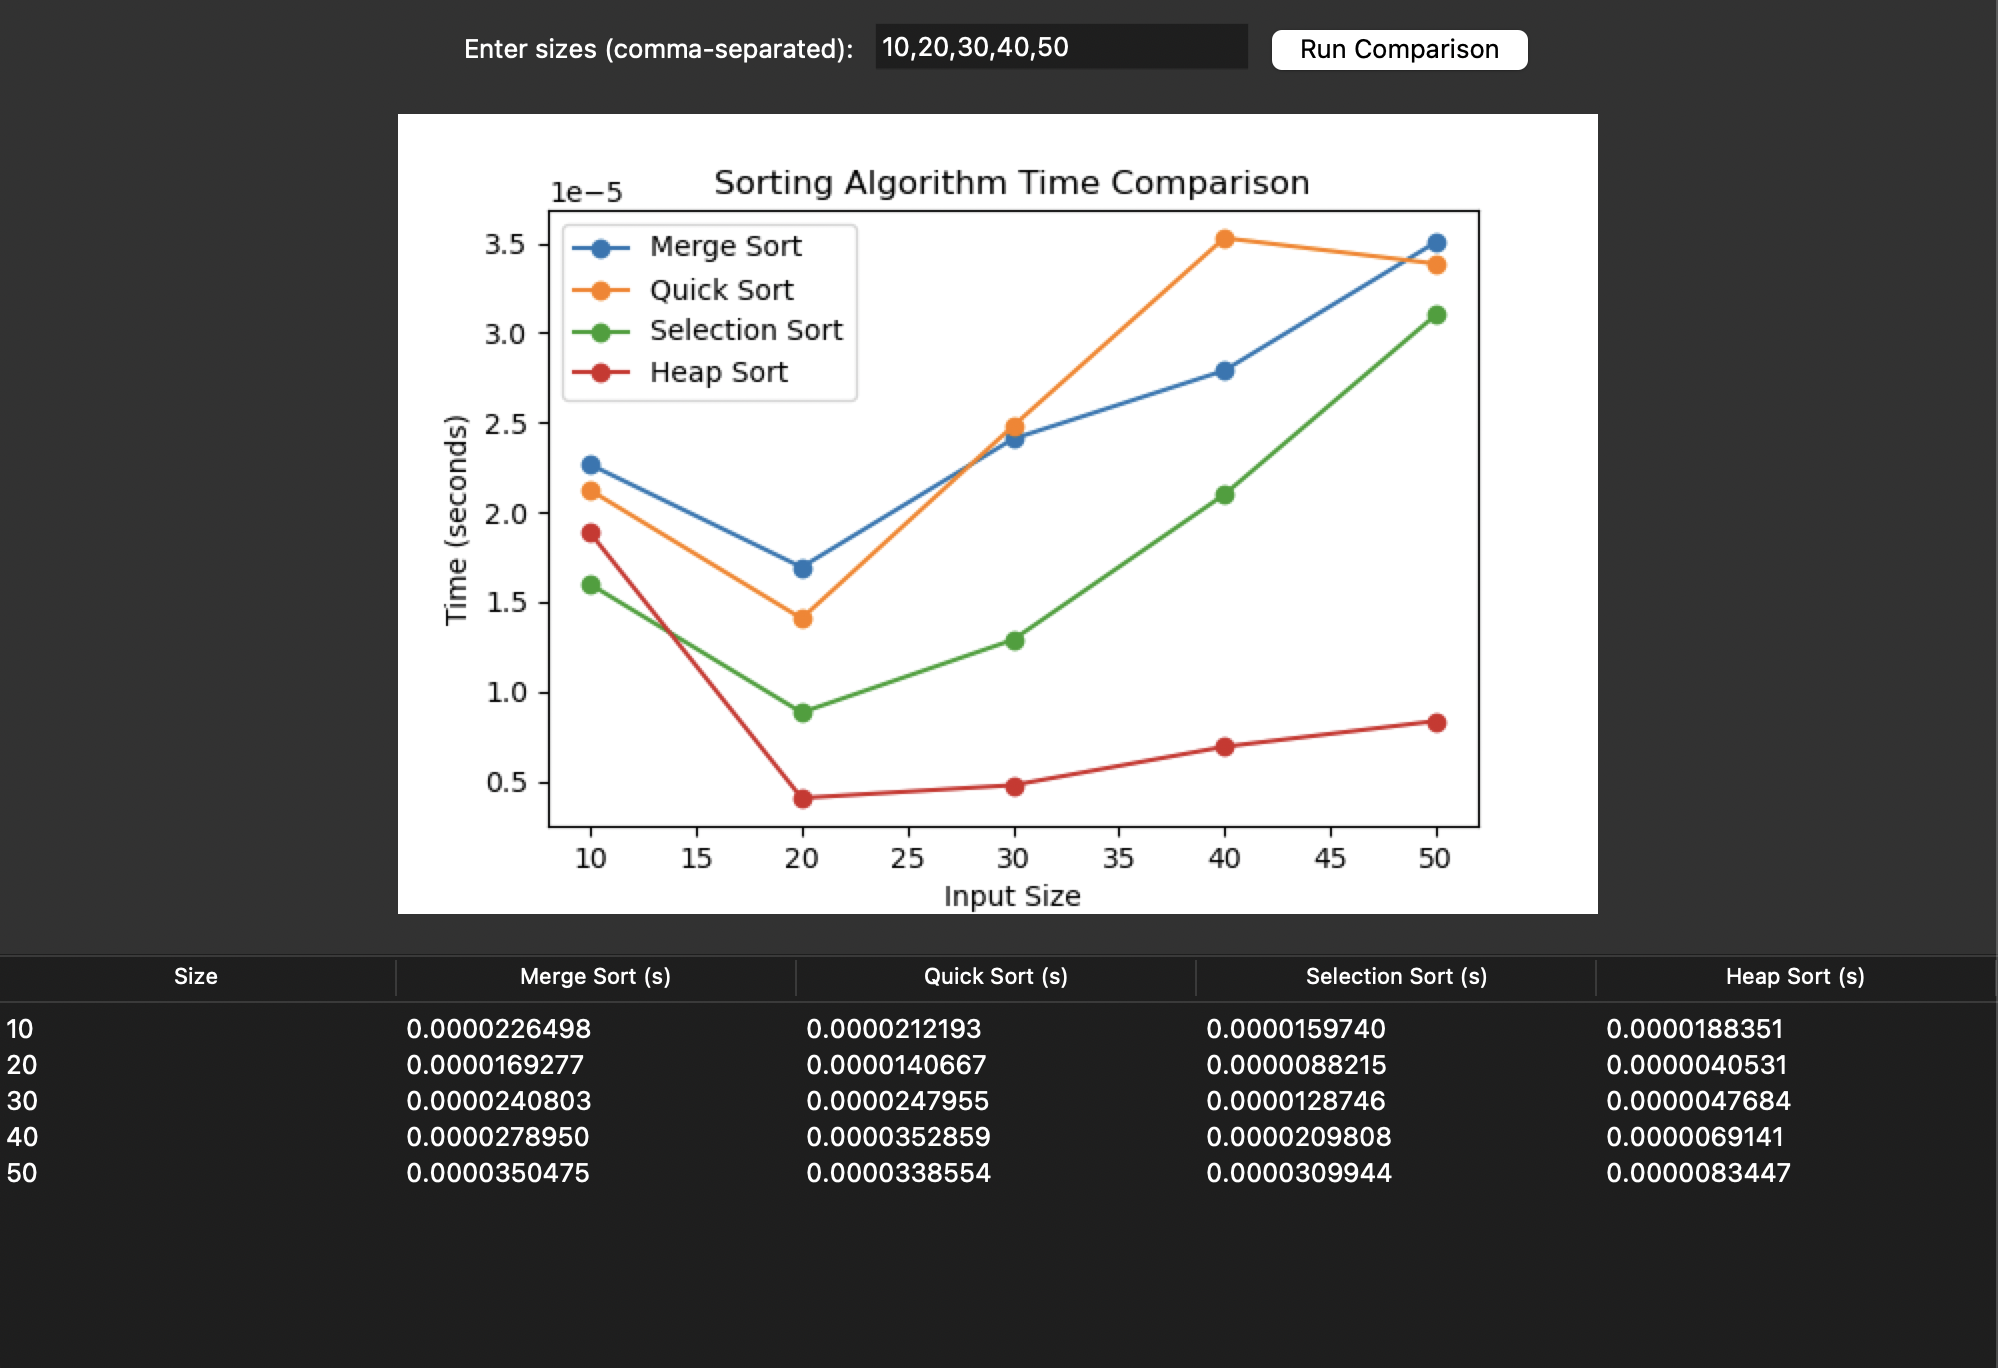 Enter sizes (comma-separated): 10,20,30,40,50 Run Comparison
Sorting Algorithm Time Comparison
1e−5
Merge Sort
Quick Sort
Selection Sort
Heap Sort
3.5
3.0
2.5
2.0
1.5
1.0
0.5
Time (seconds)
10 15 20 25 30 35 40 45 50
Input Size
Size Merge Sort (s) Quick Sort (s) Selection Sort (s) Heap Sort (s)
10 0.0000226498 0.0000212193 0.0000159740 0.0000188351
20 0.0000169277 0.0000140667 0.0000088215 0.0000040531
30 0.0000240803 0.0000247955 0.0000128746 0.0000047684
40 0.0000278950 0.0000352859 0.0000209808 0.0000069141
50 0.0000350475 0.0000338554 0.0000309944 0.0000083447